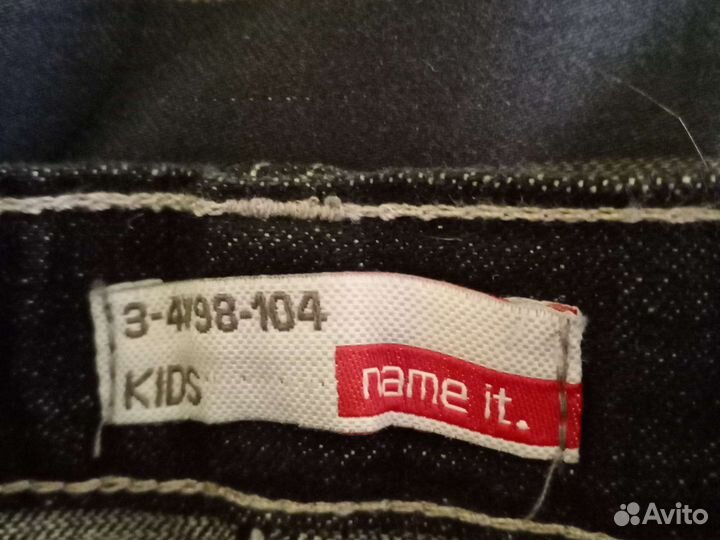 3-4Y98-104
KIDS
name it.
Avito